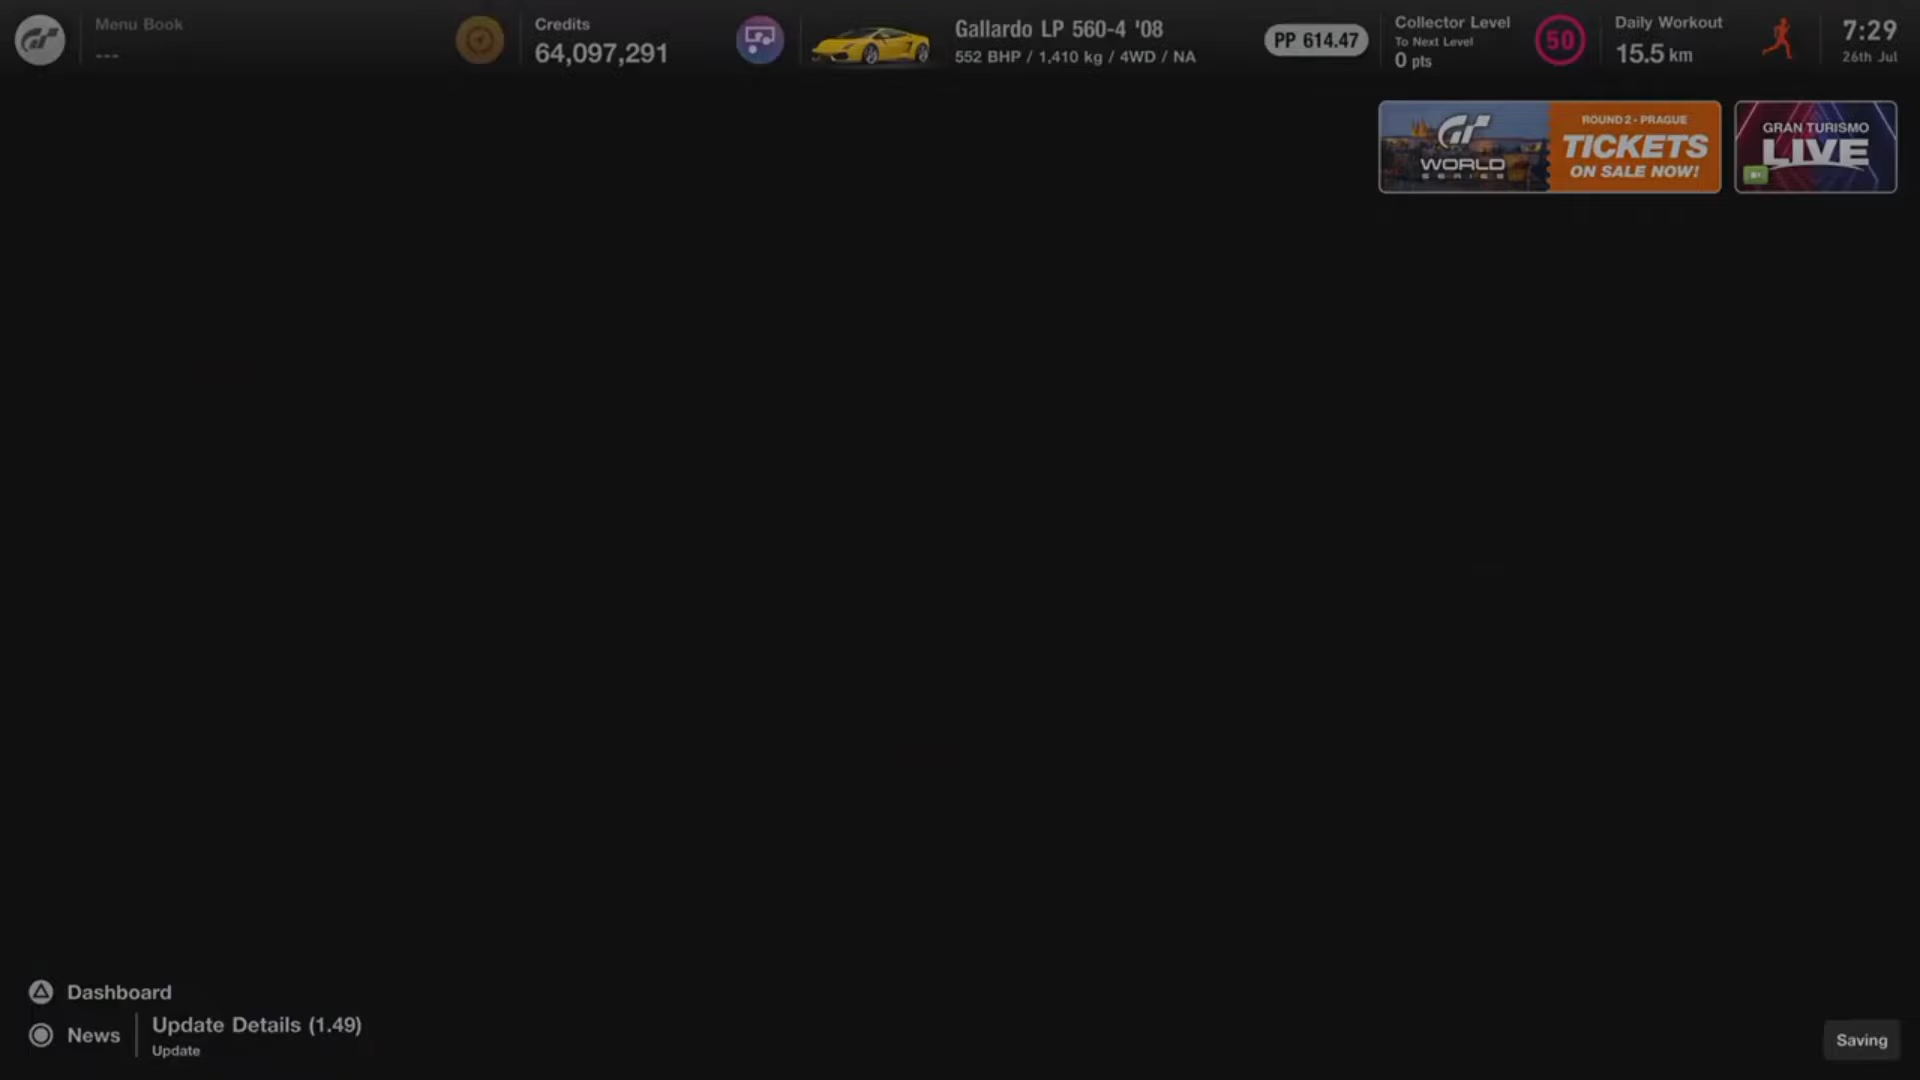 Menu Book
---
Credits
64,097,291
Gallardo LP 560-4 '08
552 BHP / 1,410 kg / 4WD / NA
PP 614.47
Collector Level
To Next Level
0 pts
50
Daily Workout
15.5 km
7:29
26th Jul
GT
WORLD
SERIES
ROUND 2 - PRAGUE
TICKETS
ON SALE NOW!
GRAN TURISMO
LIVE
Dashboard
News
Update Details (1.49)
Update
Saving